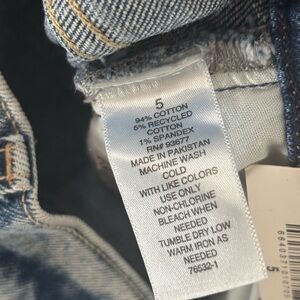 5
94% COTTON
5% RECYCLED
COTTON
1% SPANDEX
RN# 93677
MADE IN PAKISTAN
MACHINE WASH
COLD
WITH LIKE COLORS
USE ONLY
NON-CHLORINE
BLEACH WHEN
NEEDED
TUMBLE DRY LOW
WARM IRON AS
NEEDED
76532-1
5